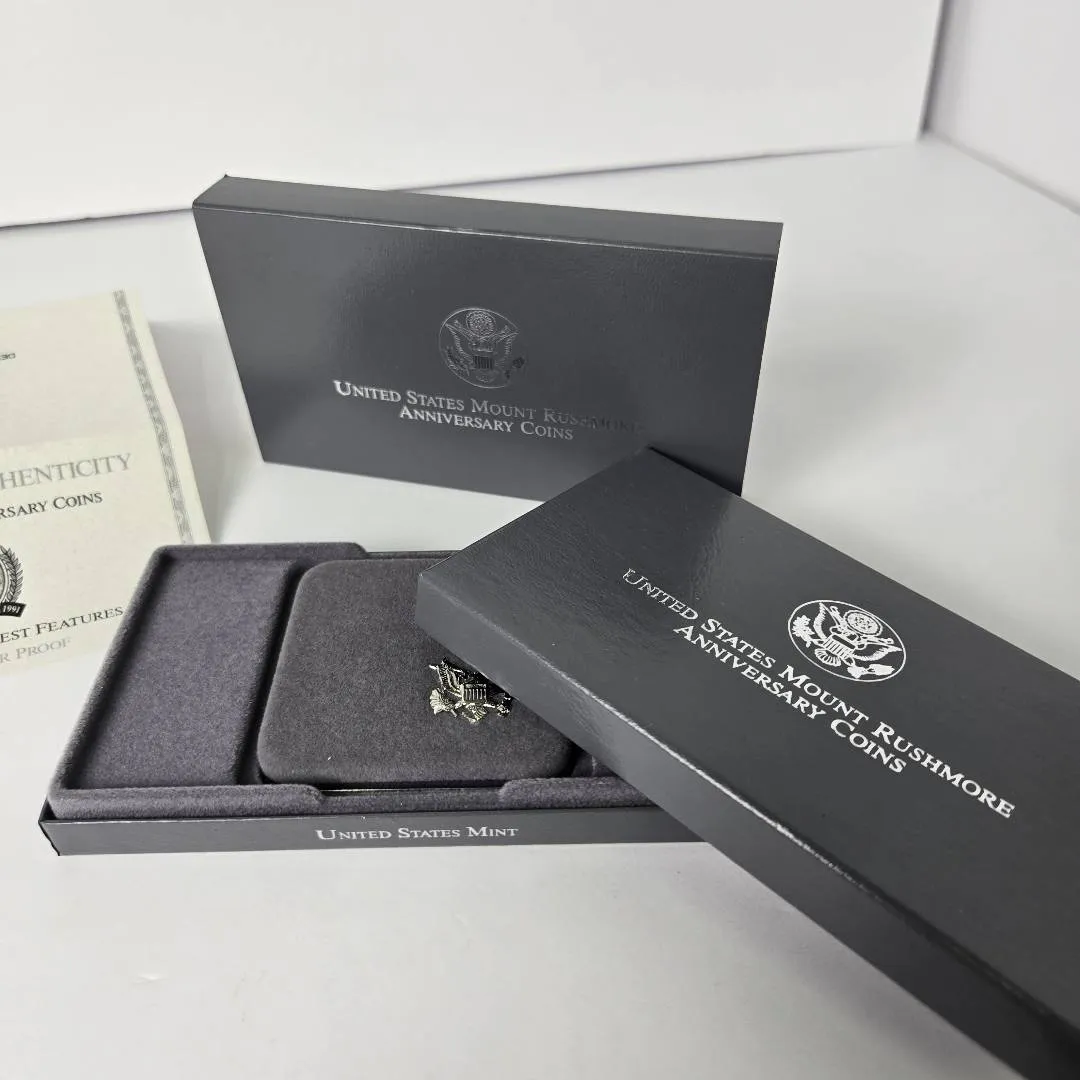 UNITED STATES MOUNT RUSHMORE
ANNIVERSARY COINS
HENTICITY
RSARY COINS
1991
EST FEATURES
R PROOF
UNITED STATES MOUNT RUSHMORE
ANNIVERSARY COINS
UNITED STATES MINT